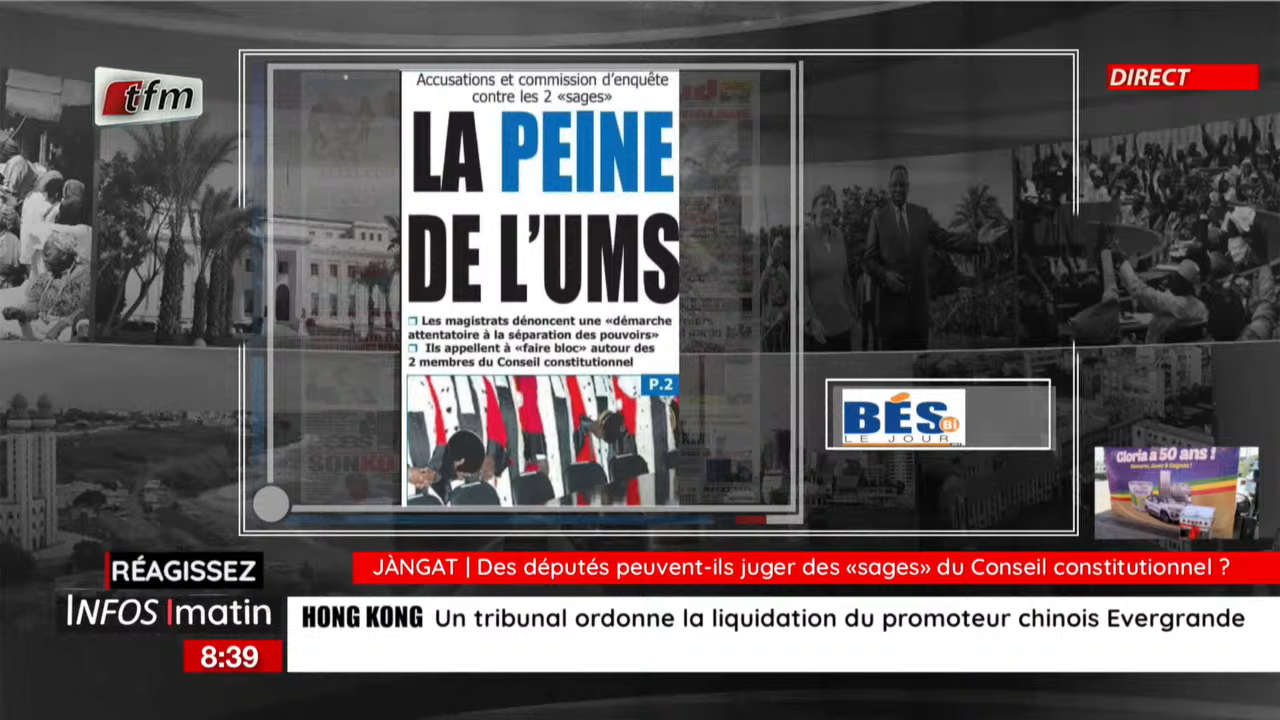 tfm
DIRECT
Accusations et commission d'enquête
contre les 2 «sages»
LA PEINE
DE L'UMS
❒ Les magistrats dénoncent une «démarche
attentatoire à la séparation des pouvoirs»
❒ Ils appellent à «faire bloc» autour des
2 membres du Conseil constitutionnel
P.2
BÉS Bi
LE JOUR
Gloria a 50 ans !
SONKO
RÉAGISSEZ
JÀNGAT | Des députés peuvent-ils juger des «sages» du Conseil constitutionnel ?
INFOS matin
HONG KONG Un tribunal ordonne la liquidation du promoteur chinois Evergrande
8:39